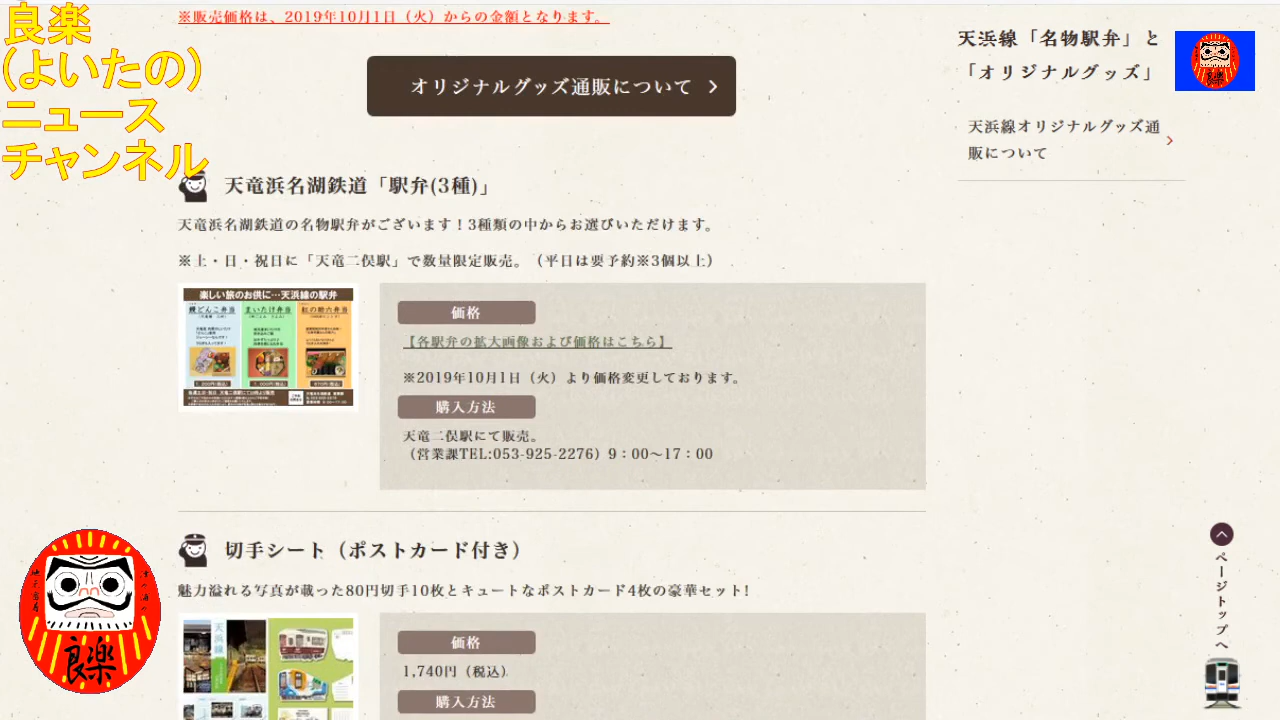 ※販売価格は、2019年10月1日（火）からの金額となります。
良楽
(よいたの)
ニュース
チャンネル
オリジナルグッズ通販について
天浜線「名物駅弁」と
「オリジナルグッズ」
良楽
天浜線オリジナルグッズ通
販について
天竜浜名湖鉄道「駅弁(3種)」
天竜浜名湖鉄道の名物駅弁がございます！3種類の中からお選びいただけます。
※土・日・祝日に「天竜二俣駅」で数量限定販売。（平日は要予約※3個以上）
楽しい旅のお供に…天浜線の駅弁
価格
【各駅弁の拡大画像および価格はこちら】
※2019年10月1日（火）より価格変更しております。
購入方法
天竜二俣駅にて販売。
（営業課TEL:053-925-2276）9：00～17：00
切手シート（ポストカード付き）
魅力溢れる写真が載った80円切手10枚とキュートなポストカード4枚の豪華セット!
天浜線
価格
1,740円（税込）
購入方法
良楽
ページトップへ